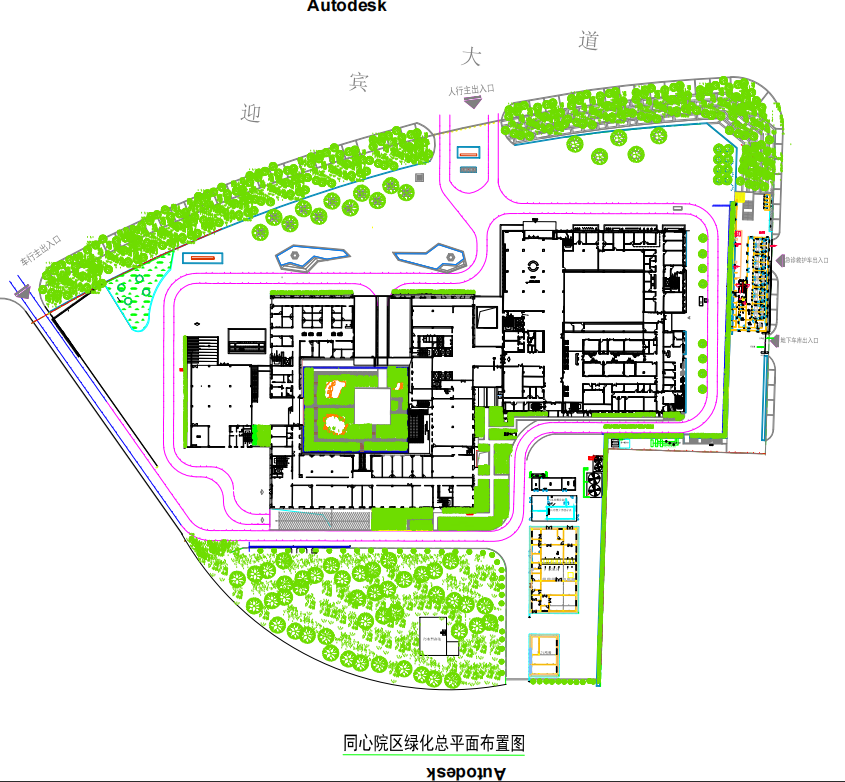 Autodesk
迎宾大道
人行主出入口
车行主出入口
急诊救护车出入口
地下车库出入口
同心院区绿化总平面布置图
Autodesk